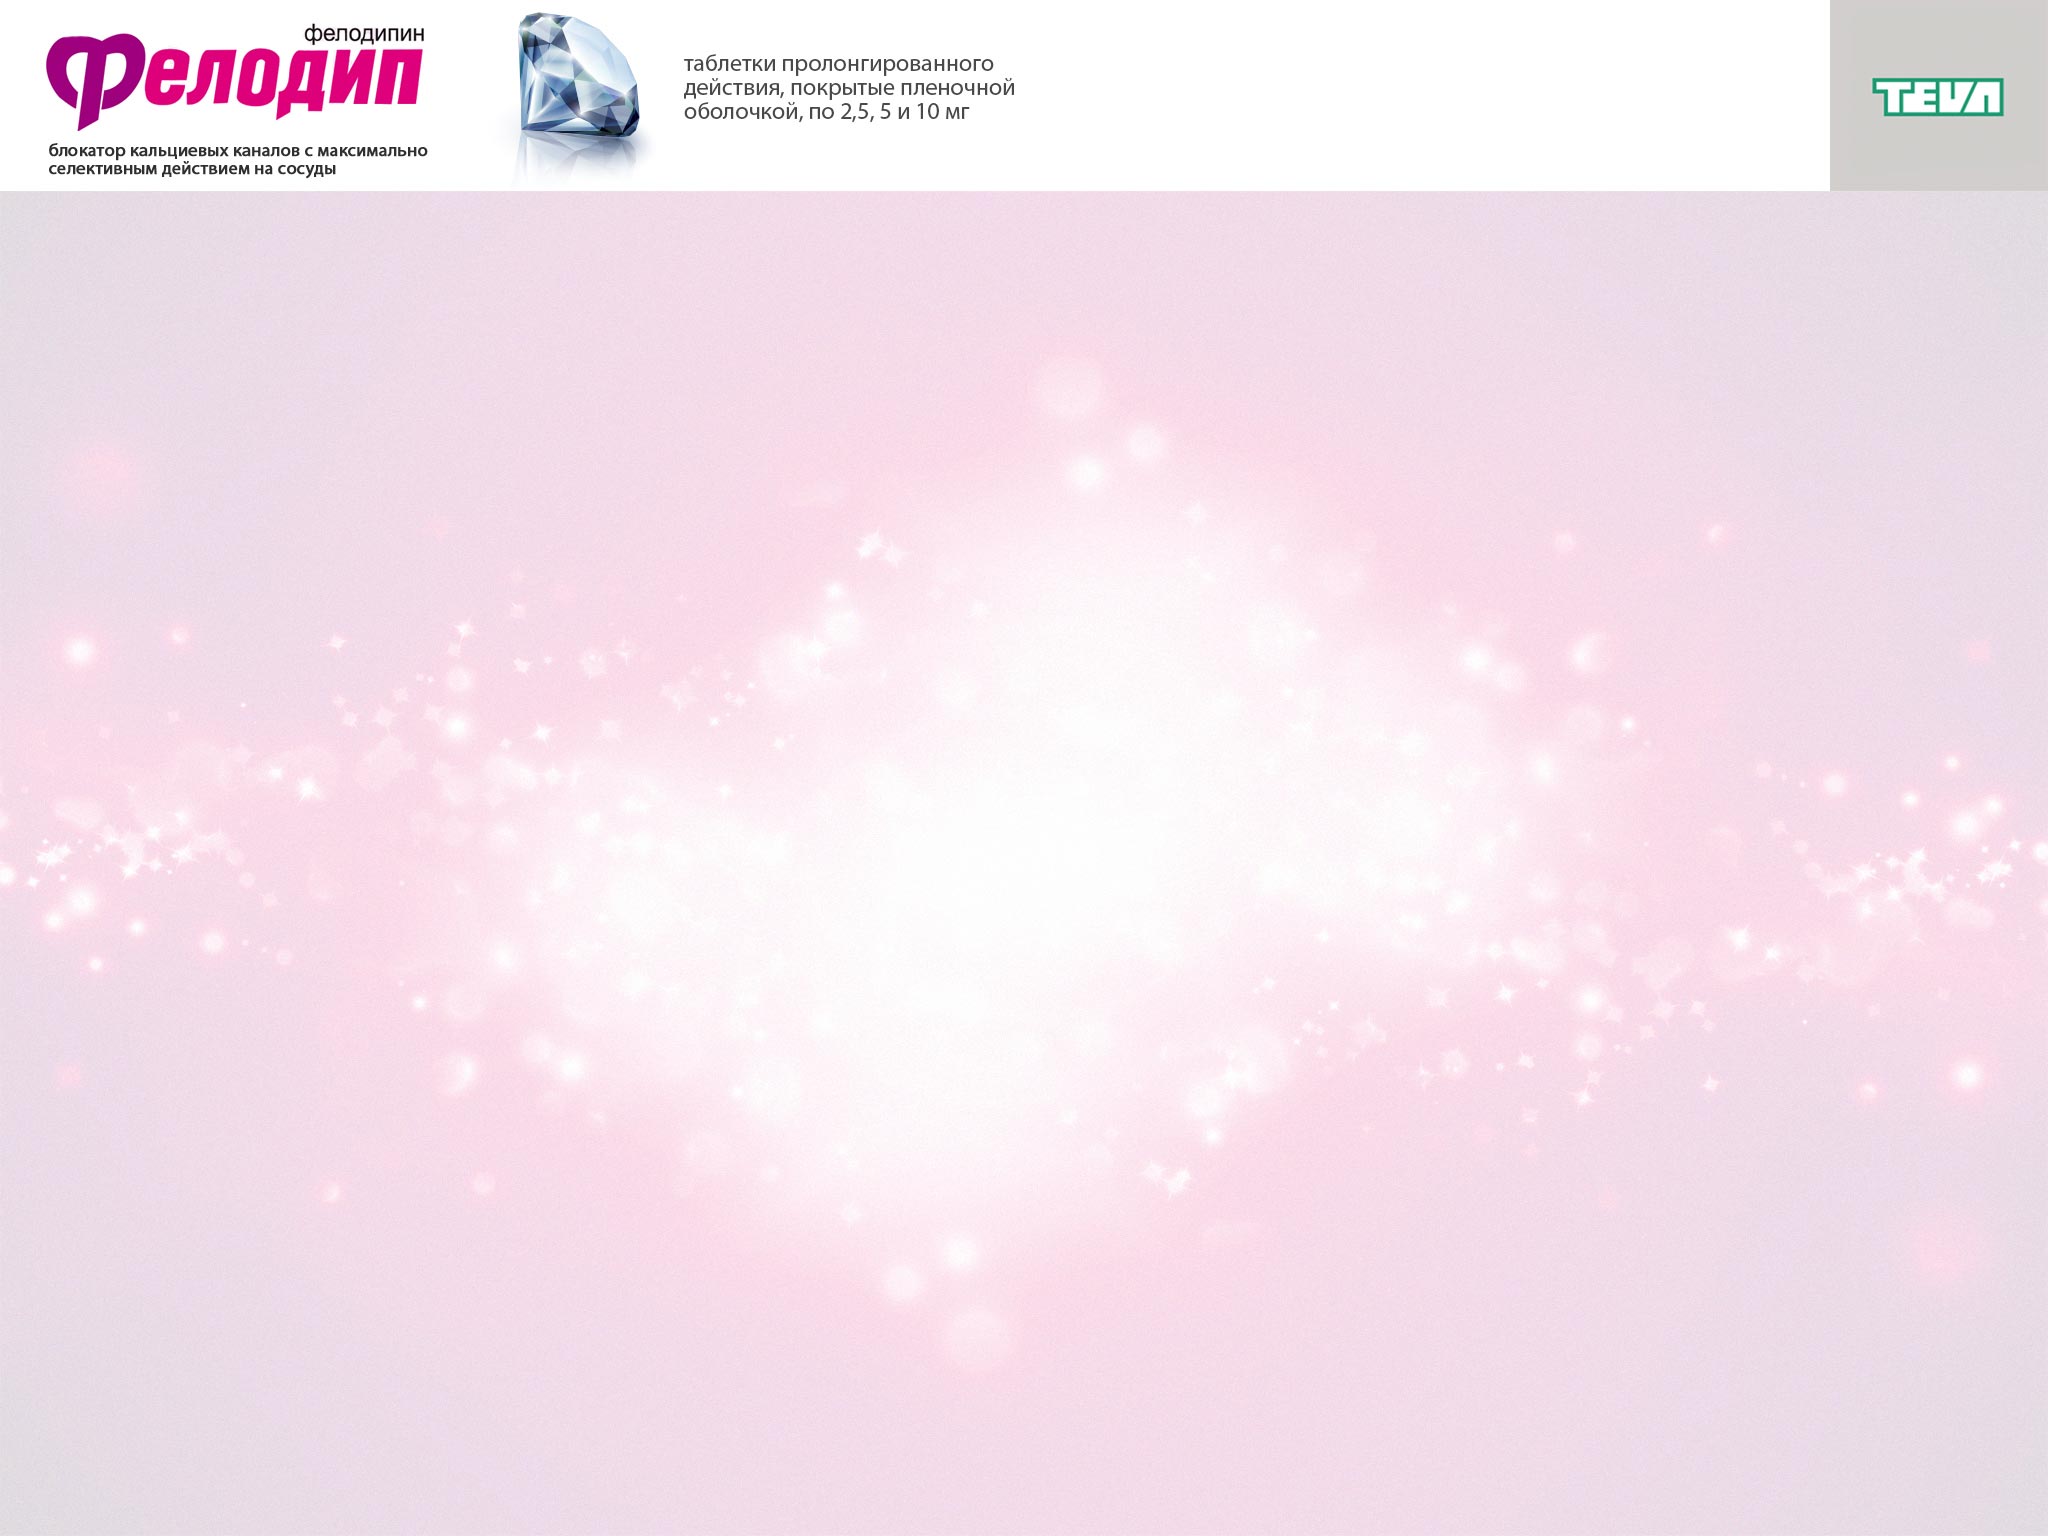 фелодипин
Фелодип
блокатор кальциевых каналов с максимально
селективным действием на сосуды
таблетки пролонгированного
действия, покрытые пленочной
оболочкой, по 2,5, 5 и 10 мг
TEVA